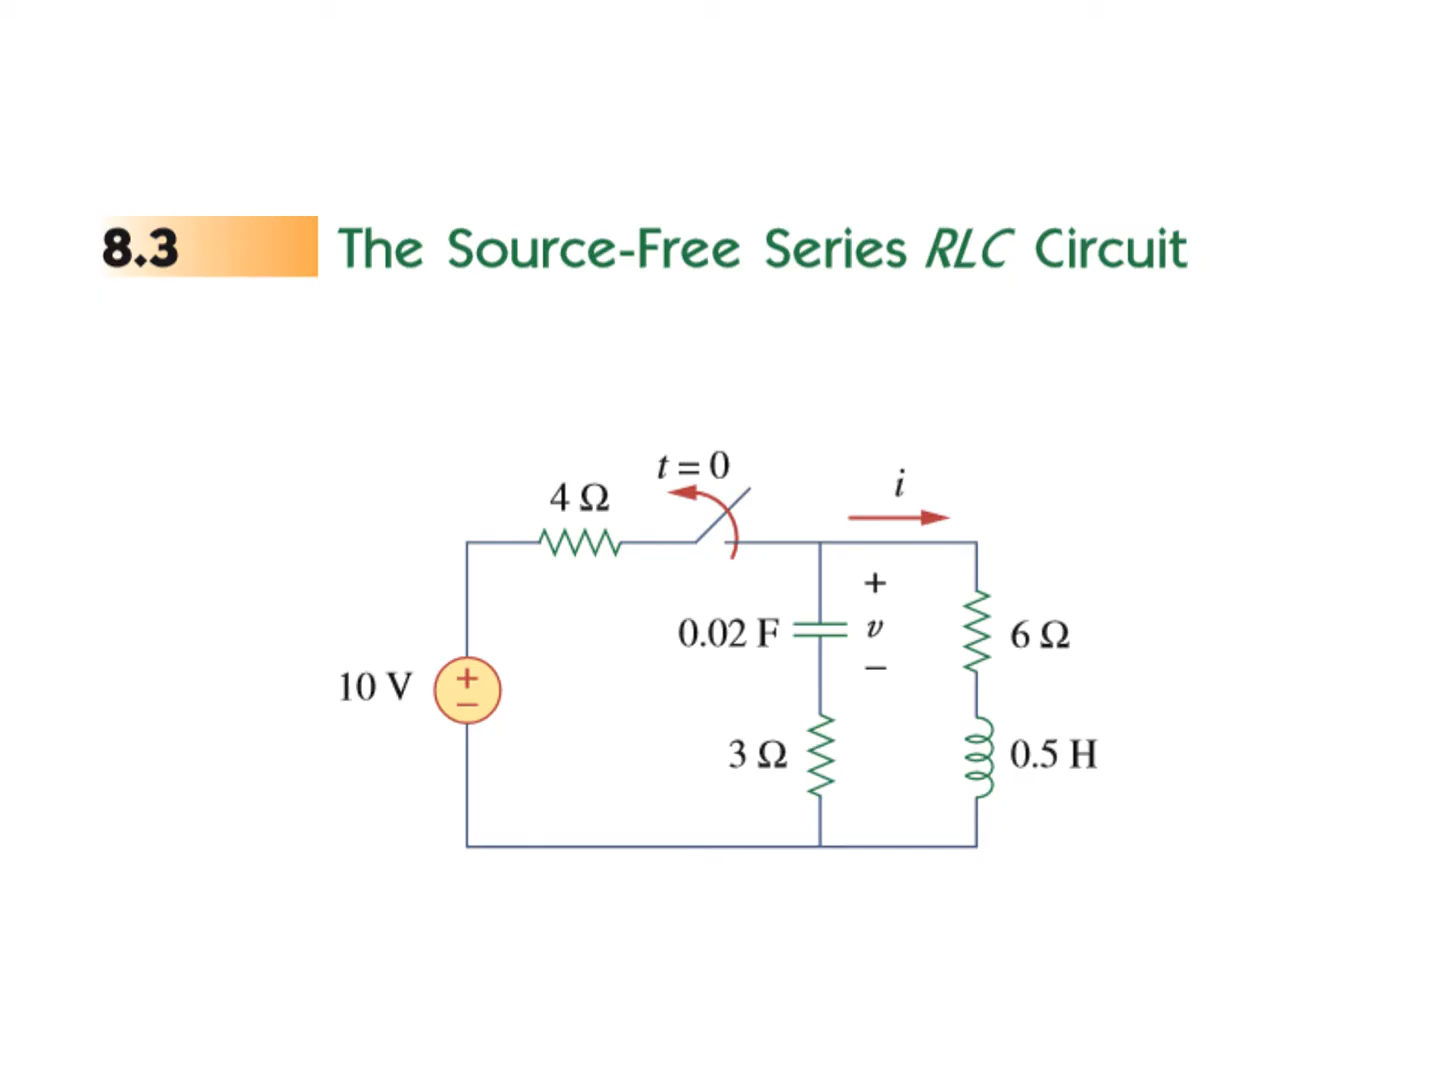 8.3 The Source-Free Series RLC Circuit
t = 0
4 Ω
i
+
0.02 F
v
6 Ω
−
10 V
+
−
3 Ω
0.5 H